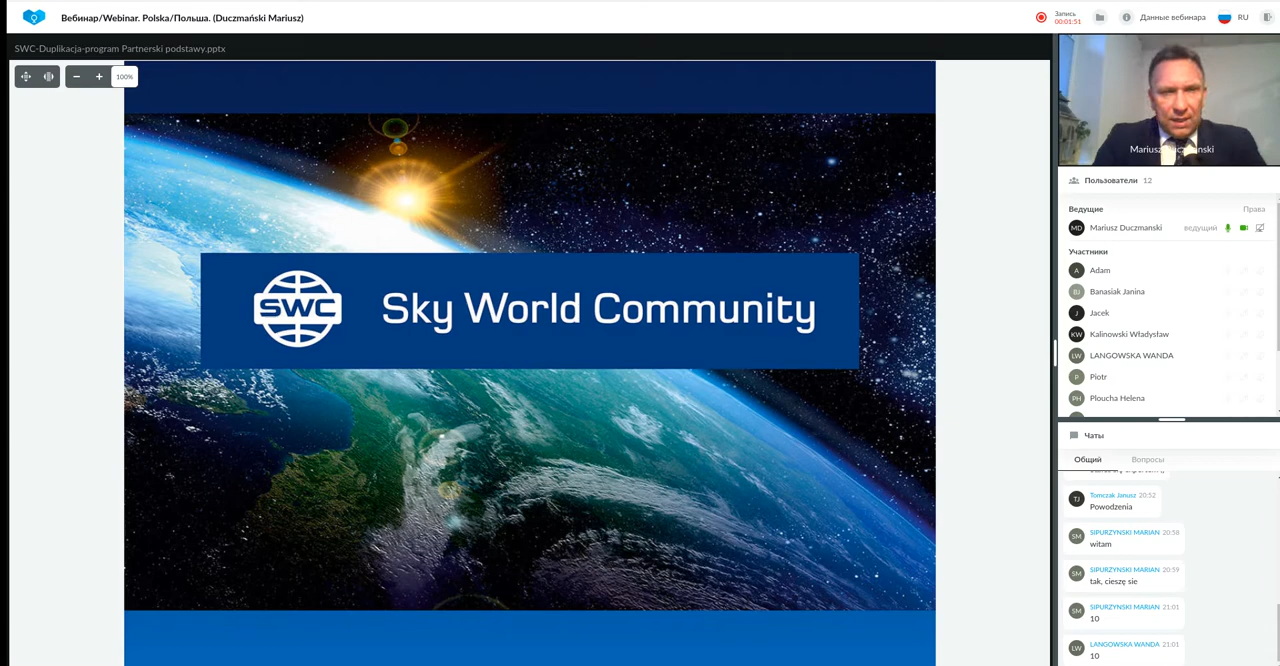 Вебинар/Webinar. Polska/Польша. (Duczmański Mariusz)
Запись
00:01:51
Данные вебинара
RU
SWC-Duplikacja-program Partnerski podstawy.pptx
100%
SWC Sky World Community
Пользователи 12
Ведущие Права
MD Mariusz Duczmanski ведущий
Участники
A Adam
BJ Banasiak Janina
J Jacek
KW Kalinowski Władysław
LW LANGOWSKA WANDA
P Piotr
PH Ploucha Helena
Чаты
Общий Вопросы
TJ Tomczak Janusz 20:52
Powodzenia
SM SIPURZYNSKI MARIAN 20:58
witam
SM SIPURZYNSKI MARIAN 20:59
tak, cieszę sie
SM SIPURZYNSKI MARIAN 21:01
10
LW LANGOWSKA WANDA 21:01
10